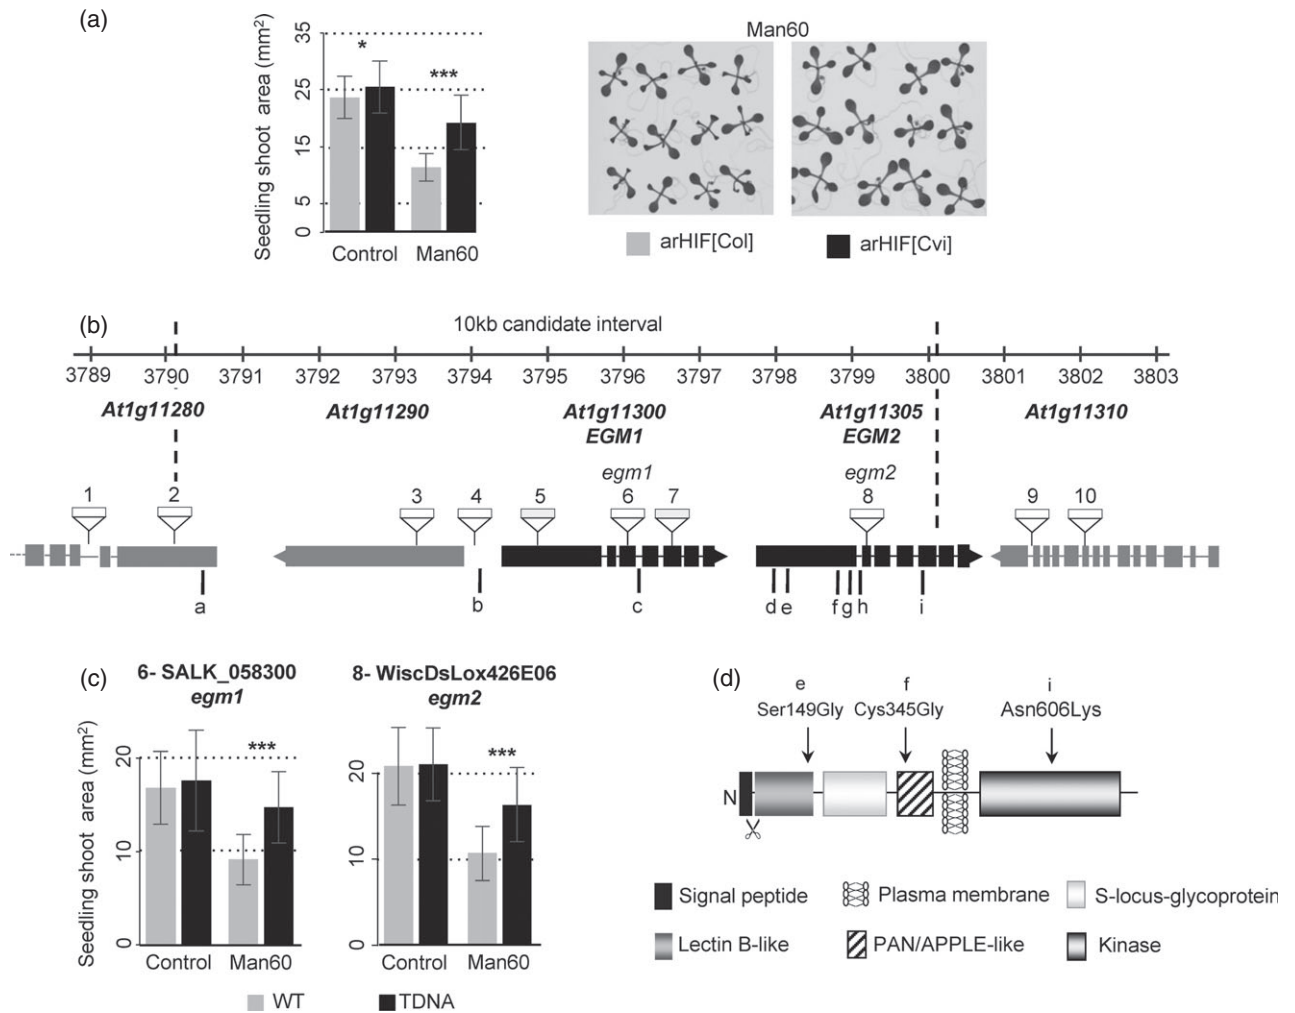 (a)
Seedling shoot area (mm²)
35
25
15
5
0
*
***
Control Man60
Man60
arHIF[Col] arHIF[Cvi]
(b)
10kb candidate interval
3789 3790 3791 3792 3793 3794 3795 3796 3797 3798 3799 3800 3801 3802 3803
At1g11280 At1g11290 At1g11300 At1g11305 At1g11310
EGM1 EGM2
egm1 egm2
1 2 3 4 5 6 7 8 9 10
a b c d e f g h i
(c)
6- SALK_058300
egm1
Seedling shoot area (mm²)
20
10
0
***
Control Man60
8- WiscDsLox426E06
egm2
20
10
0
***
Control Man60
WT TDNA
(d)
e f i
Ser149Gly Cys345Gly Asn606Lys
N
Signal peptide Plasma membrane S-locus-glycoprotein
Lectin B-like PAN/APPLE-like Kinase